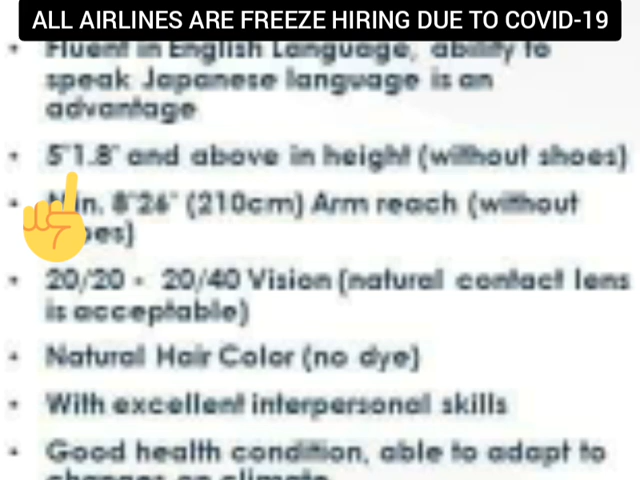 ALL AIRLINES ARE FREEZE HIRING DUE TO COVID-19
• Fluent in English Language, ability to
speak Japanese language is an
advantage
• 5'1.8" and above in height (without shoes)
• 8'26" (210cm) Arm reach (without
• 20/20 - 20/40 Vision (natural contact lens
is acceptable)
• Natural Hair Color (no dye)
• With excellent interpersonal skills
• Good health condition, able to adapt to